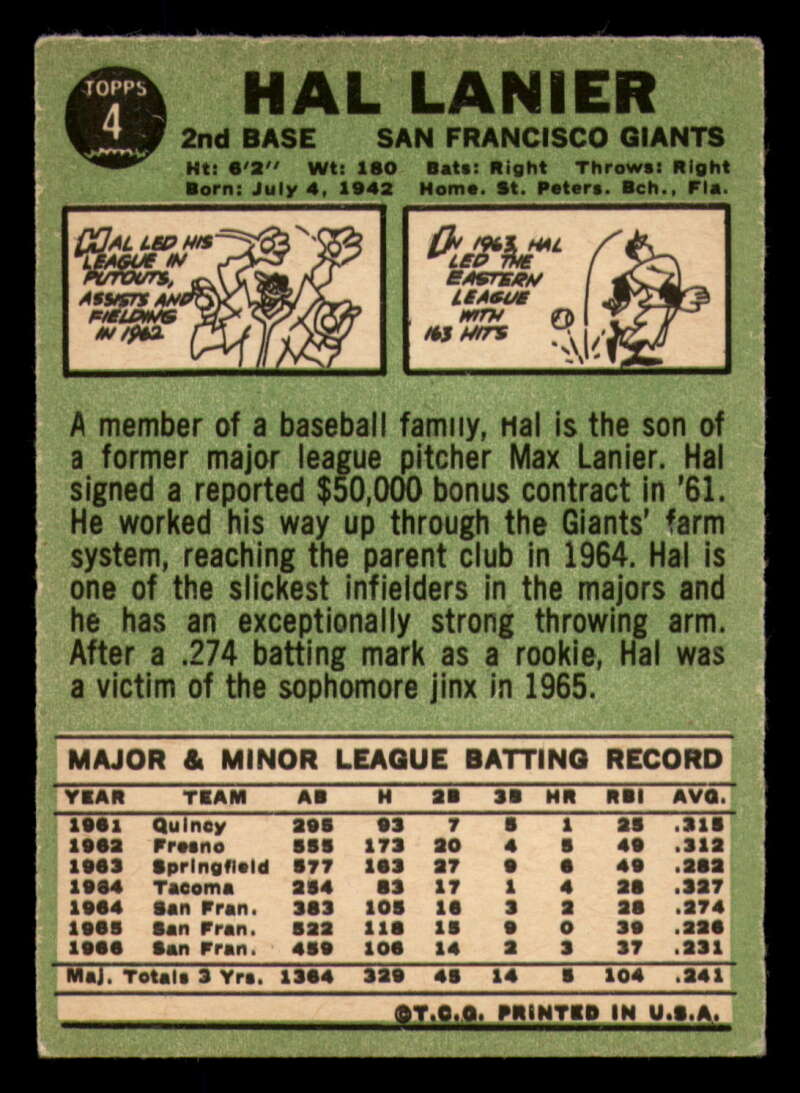 TOPPS
4
HAL LANIER
2nd BASE SAN FRANCISCO GIANTS
Ht: 6'2" Wt: 180 Bats: Right Throws: Right
Born: July 4, 1942 Home. St. Peters. Bch., Fla.
HAL LED HIS
LEAGUE IN
PUTOUTS,
ASSISTS AND
FIELDING
IN 1962
IN 1963, HAL
LED THE
EASTERN
LEAGUE
WITH
163 HITS
A member of a baseball family, Hal is the son of
a former major league pitcher Max Lanier. Hal
signed a reported $50,000 bonus contract in '61.
He worked his way up through the Giants' farm
system, reaching the parent club in 1964. Hal is
one of the slickest infielders in the majors and
he has an exceptionally strong throwing arm.
After a .274 batting mark as a rookie, Hal was
a victim of the sophomore jinx in 1965.
MAJOR & MINOR LEAGUE BATTING RECORD
YEAR TEAM AB H 2B 3B HR RBI AVG.
1961 Quincy 295 93 7 5 1 25 .315
1962 Fresno 555 173 20 4 5 49 .312
1963 Springfield 577 163 27 9 6 49 .282
1964 Tacoma 254 83 17 1 4 28 .327
1964 San Fran. 383 105 16 3 2 28 .274
1965 San Fran. 522 118 15 9 0 39 .226
1966 San Fran. 459 106 14 2 3 37 .231
Maj. Totals 3 Yrs. 1364 329 45 14 5 104 .241
©T.C.G. PRINTED IN U.S.A.